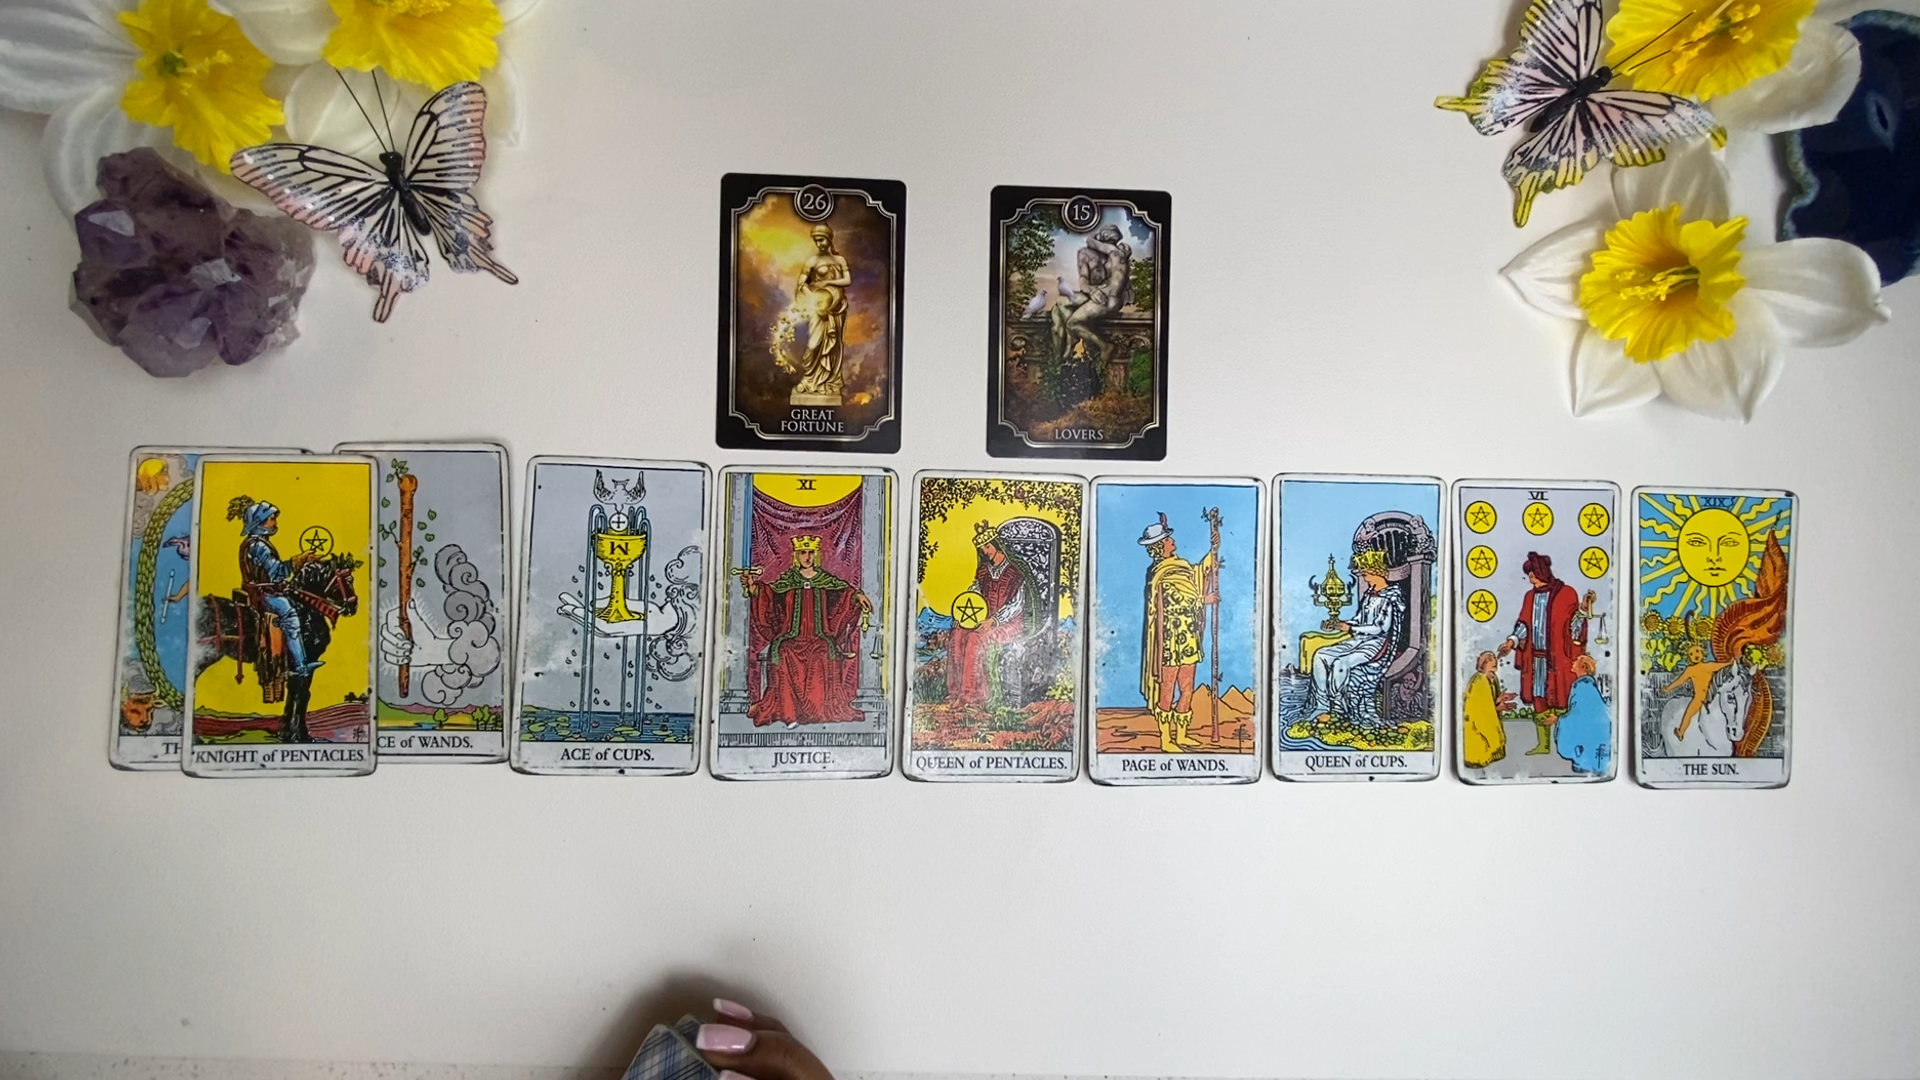 26
GREAT
FORTUNE
15
LOVERS
TH
KNIGHT of PENTACLES.
CE of WANDS.
ACE of CUPS.
XI
JUSTICE.
QUEEN of PENTACLES.
PAGE of WANDS.
QUEEN of CUPS.
VI
XIX
THE SUN.